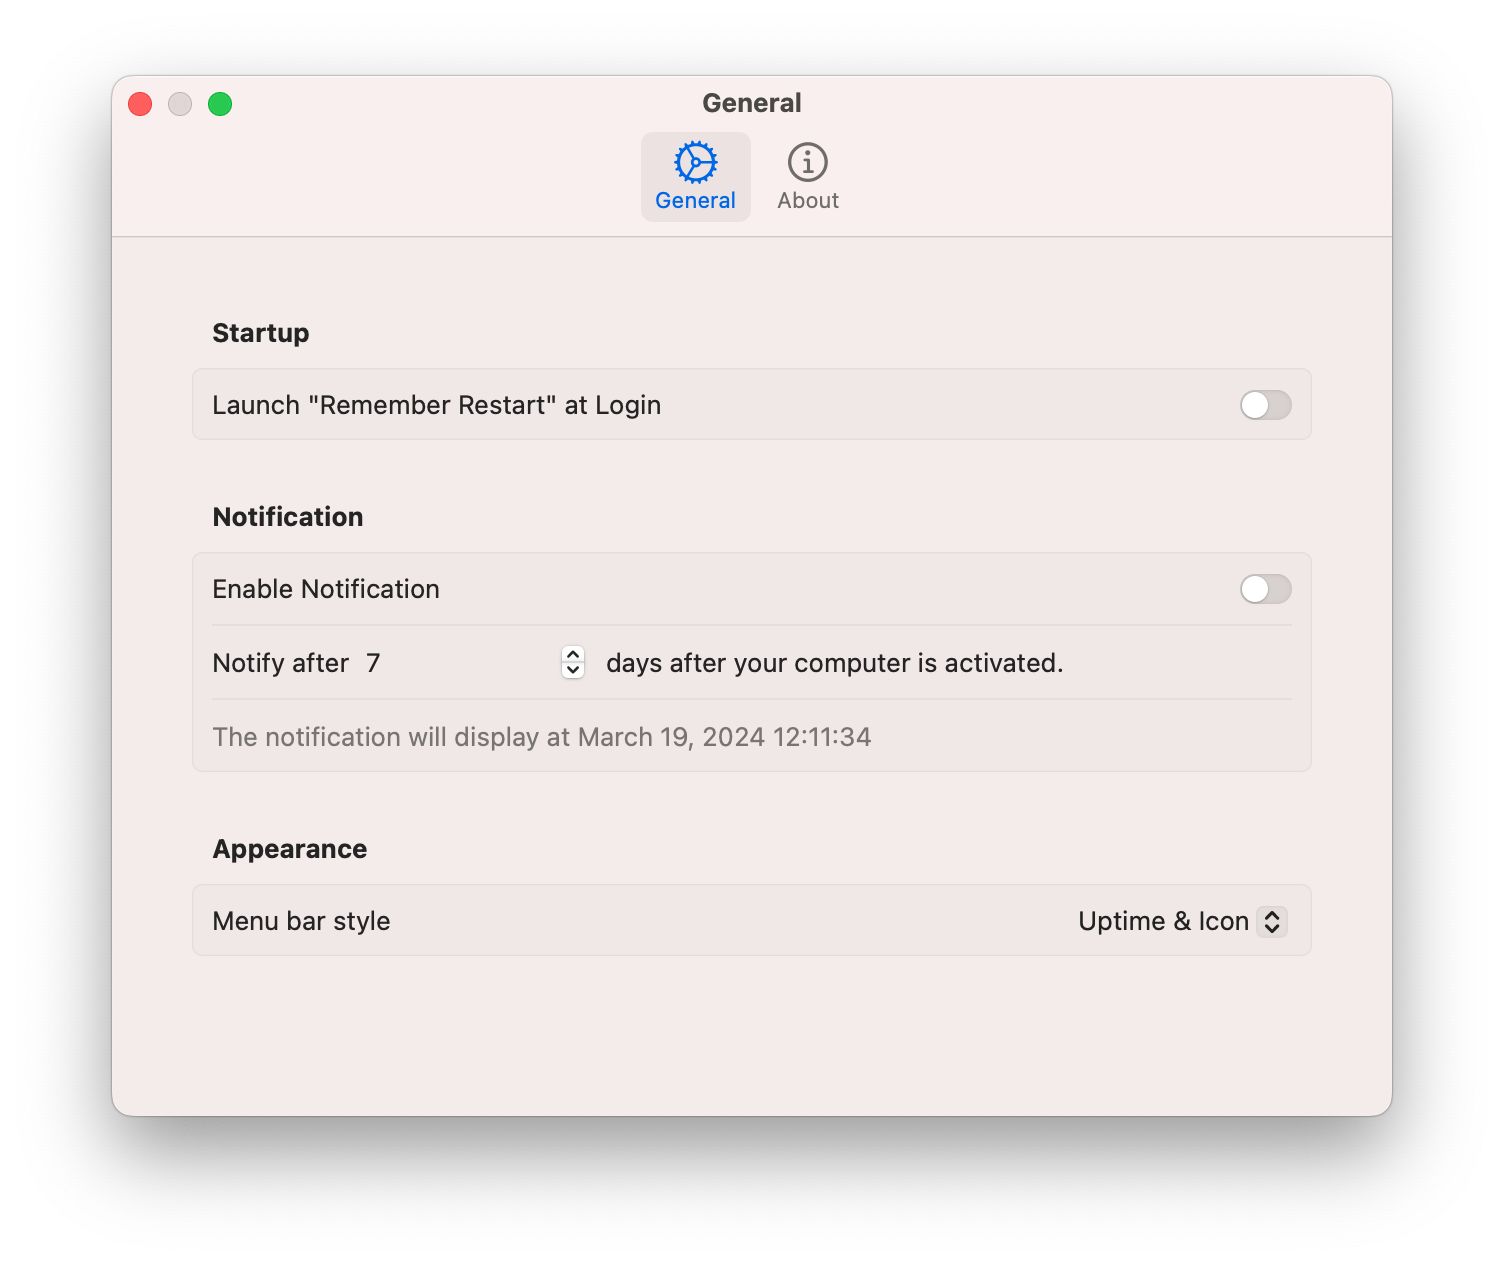 General
General
About
Startup
Launch "Remember Restart" at Login
Notification
Enable Notification
Notify after 7 days after your computer is activated.
The notification will display at March 19, 2024 12:11:34
Appearance
Menu bar style Uptime & Icon